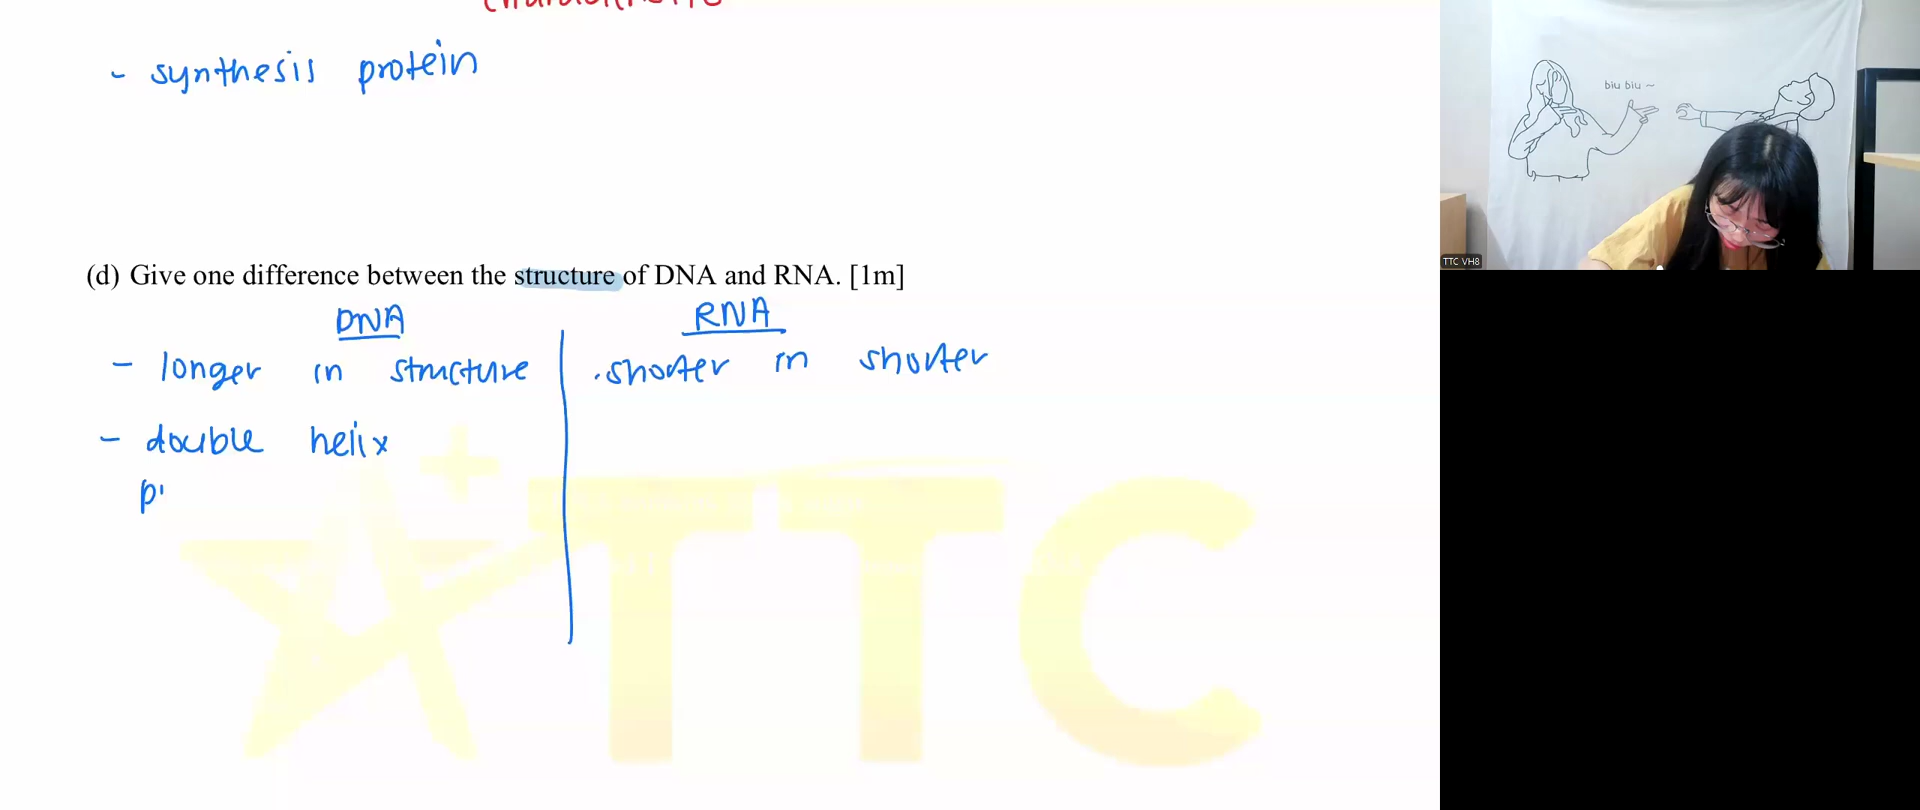 - synthesis protein
(d) Give one difference between the structure of DNA and RNA. [1m]
DNA
RNA
- longer in structure
. shorter in shorter
- double helix
p
TTC
biu biu ~
TTC VH8